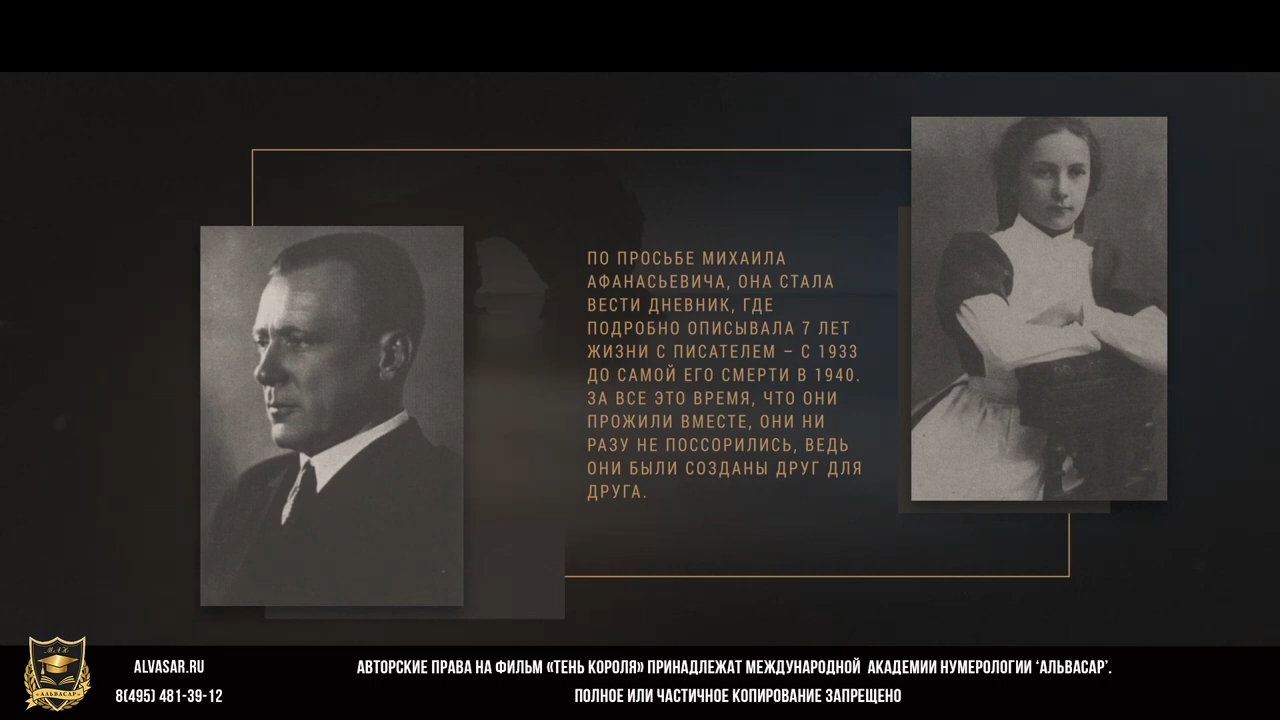 ПО ПРОСЬБЕ МИХАИЛА
АФАНАСЬЕВИЧА, ОНА СТАЛА
ВЕСТИ ДНЕВНИК, ГДЕ
ПОДРОБНО ОПИСЫВАЛА 7 ЛЕТ
ЖИЗНИ С ПИСАТЕЛЕМ – С 1933
ДО САМОЙ ЕГО СМЕРТИ В 1940.
ЗА ВСЕ ЭТО ВРЕМЯ, ЧТО ОНИ
ПРОЖИЛИ ВМЕСТЕ, ОНИ НИ
РАЗУ НЕ ПОССОРИЛИСЬ, ВЕДЬ
ОНИ БЫЛИ СОЗДАНЫ ДРУГ ДЛЯ
ДРУГА.
МАН
«АЛЬВАСАР»
ALVASAR.RU
8(495) 481-39-12
АВТОРСКИЕ ПРАВА НА ФИЛЬМ «ТЕНЬ КОРОЛЯ» ПРИНАДЛЕЖАТ МЕЖДУНАРОДНОЙ АКАДЕМИИ НУМЕРОЛОГИИ ‘АЛЬВАСАР’.
ПОЛНОЕ ИЛИ ЧАСТИЧНОЕ КОПИРОВАНИЕ ЗАПРЕЩЕНО